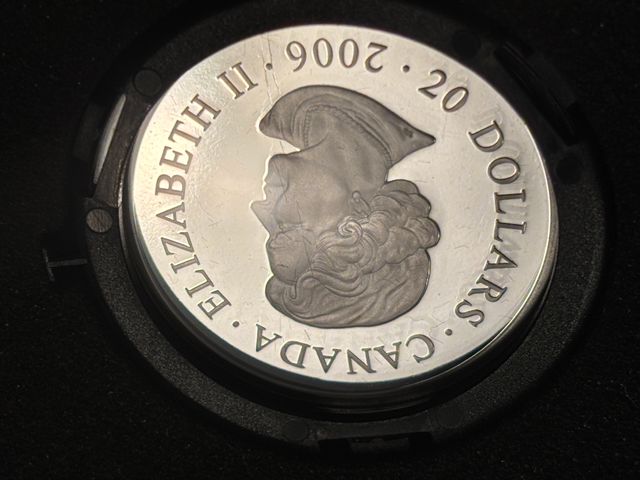 ELIZABETH II · 2006 · 20 DOLLARS · CANADA ·